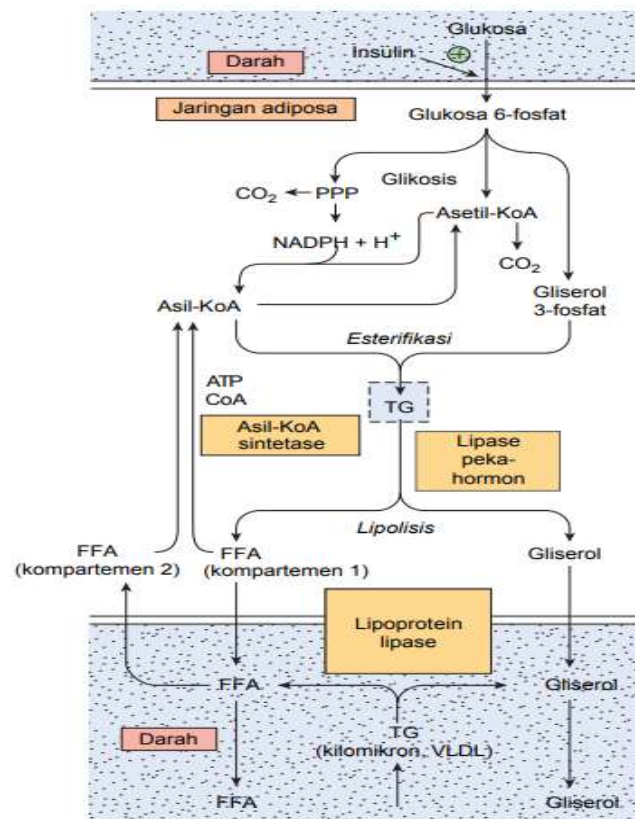 Glukosa
Insulin
+
Darah
Jaringan adiposa
Glukosa 6-fosfat
Glikosis
CO2
PPP
Asetil-KoA
NADPH + H+
CO2
Asil-KoA
Gliserol
3-fosfat
Esterifikasi
ATP
CoA
TG
Asil-KoA
sintetase
Lipase
peka-
hormon
Lipolisis
FFA
(kompartemen 2)
FFA
(kompartemen 1)
Gliserol
Lipoprotein
lipase
FFA
Gliserol
Darah
TG
(kilomikron, VLDL)
FFA
Gliserol